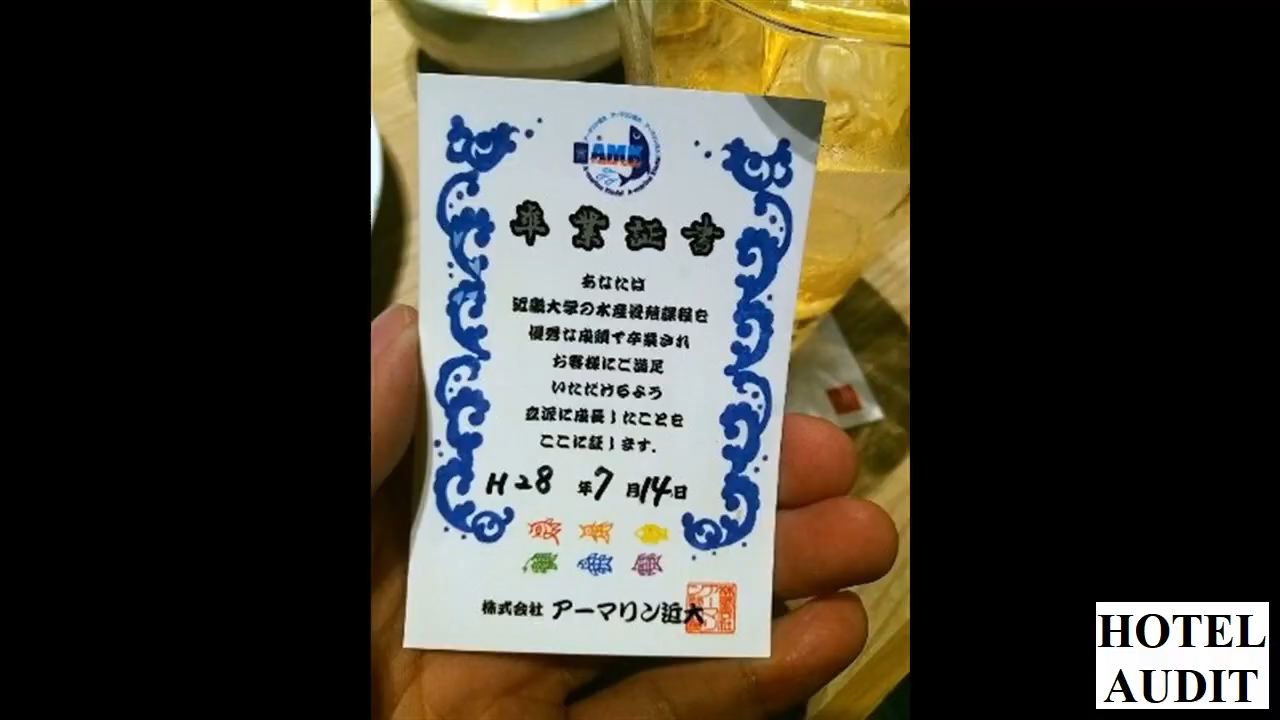 AMK
卒業証書
あなたは
近畿大学の水産養殖課程を
優秀な成績で卒業され
お客様にご満足
いただけるよう
立派に成長したことを
ここに証します。
H28年7月14日
株式会社 アーマリン近大
HOTEL
AUDIT